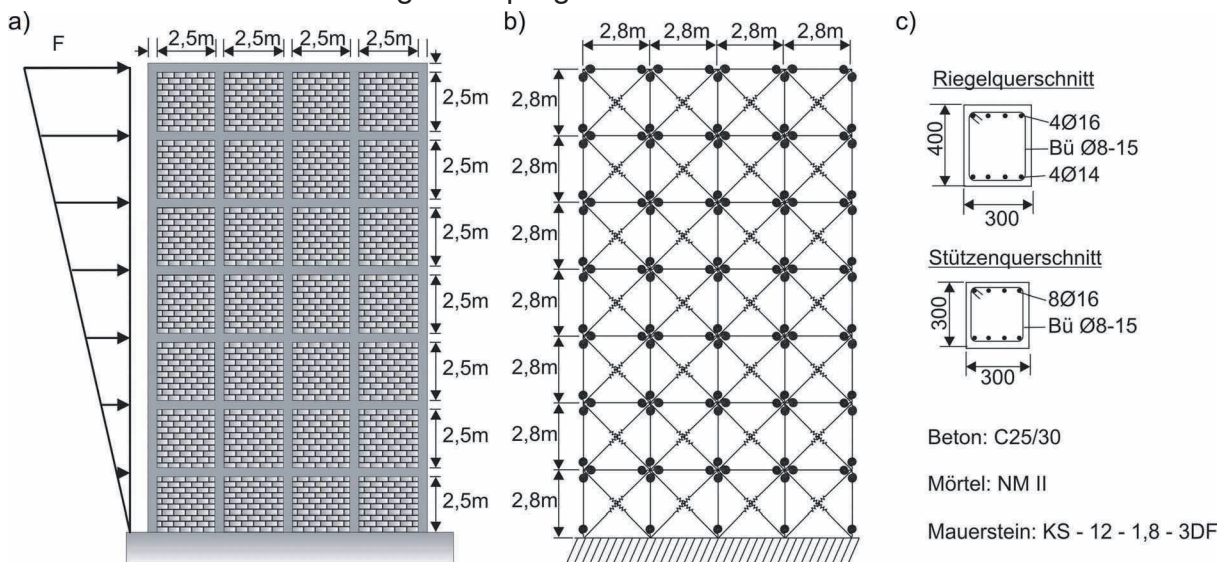 a)
F
2,5m 2,5m 2,5m 2,5m
2,5m
2,5m
2,5m
2,5m
2,5m
2,5m
2,5m
b)
2,8m 2,8m 2,8m 2,8m
2,8m
2,8m
2,8m
2,8m
2,8m
2,8m
2,8m
c)
Riegelquerschnitt
400
4Ø16
Bü Ø8-15
4Ø14
300
Stützenquerschnitt
300
8Ø16
Bü Ø8-15
300
Beton: C25/30
Mörtel: NM II
Mauerstein: KS - 12 - 1,8 - 3DF